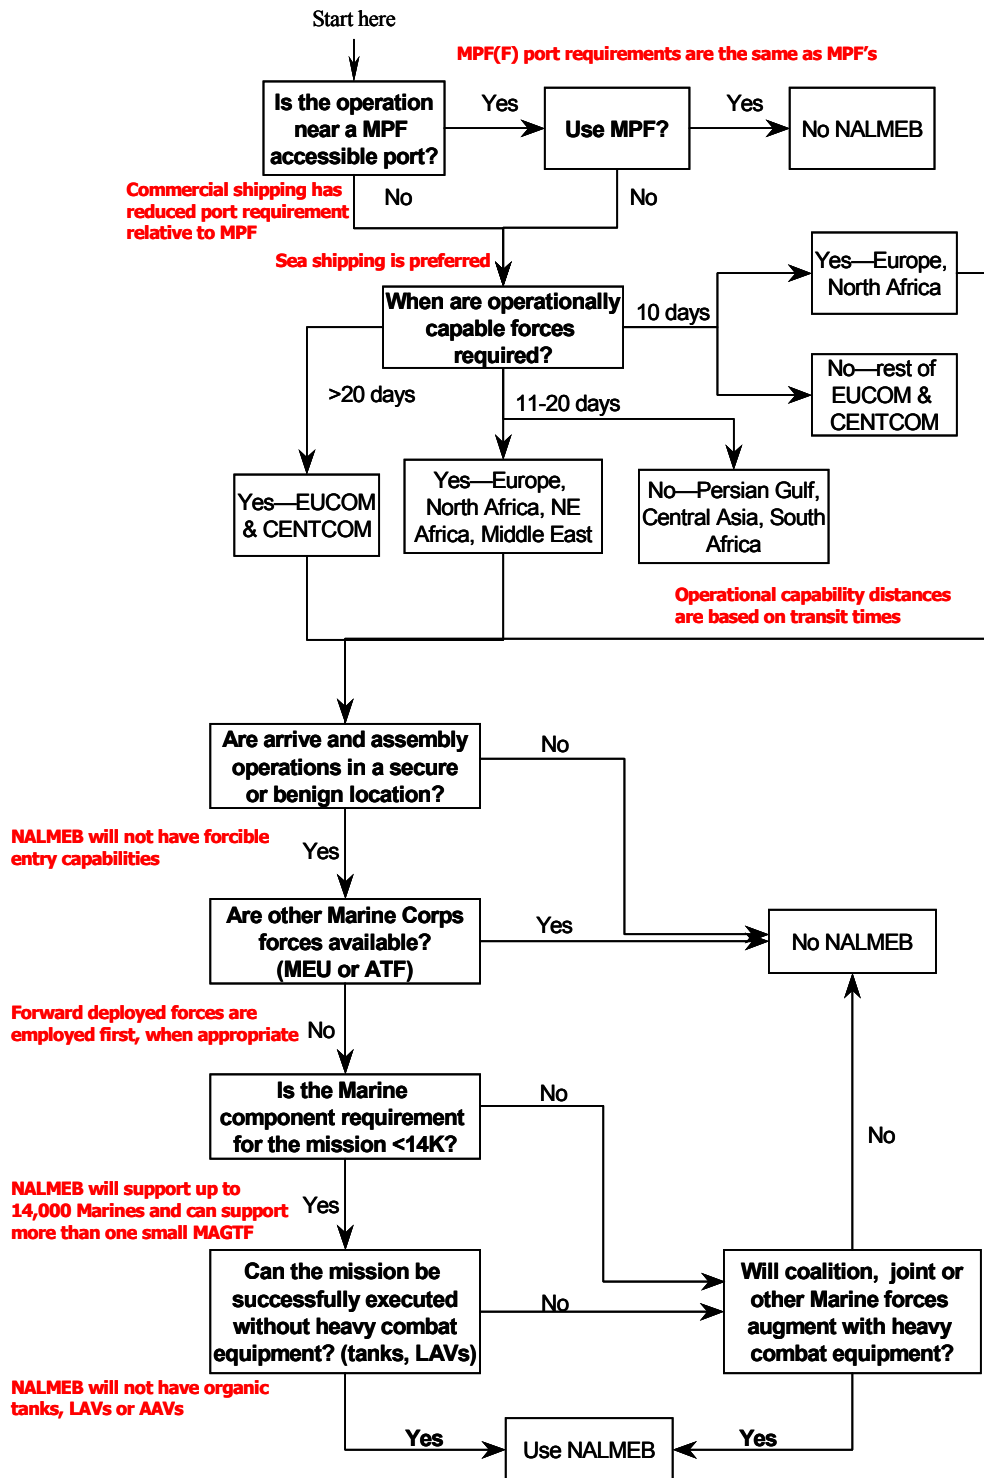 Start here
MPF(F) port requirements are the same as MPF's
Is the operation
near a MPF
accessible port?
Yes
Use MPF?
Yes
No NALMEB
Commercial shipping has
reduced port requirement
relative to MPF
No
No
Sea shipping is preferred
When are operationally
capable forces
required?
10 days
Yes—Europe,
North Africa
No—rest of
EUCOM &
CENTCOM
>20 days
11-20 days
Yes—EUCOM
& CENTCOM
Yes—Europe,
North Africa, NE
Africa, Middle East
No—Persian Gulf,
Central Asia, South
Africa
Operational capability distances
are based on transit times
Are arrive and assembly
operations in a secure
or benign location?
No
NALMEB will not have forcible
entry capabilities
Yes
Are other Marine Corps
forces available?
(MEU or ATF)
Yes
No NALMEB
Forward deployed forces are
employed first, when appropriate
No
Is the Marine
component requirement
for the mission <14K?
No
No
NALMEB will support up to
14,000 Marines and can support
more than one small MAGTF
Yes
Can the mission be
successfully executed
without heavy combat
equipment? (tanks, LAVs)
No
Will coalition, joint or
other Marine forces
augment with heavy
combat equipment?
NALMEB will not have organic
tanks, LAVs or AAVs
Yes
Use NALMEB
Yes